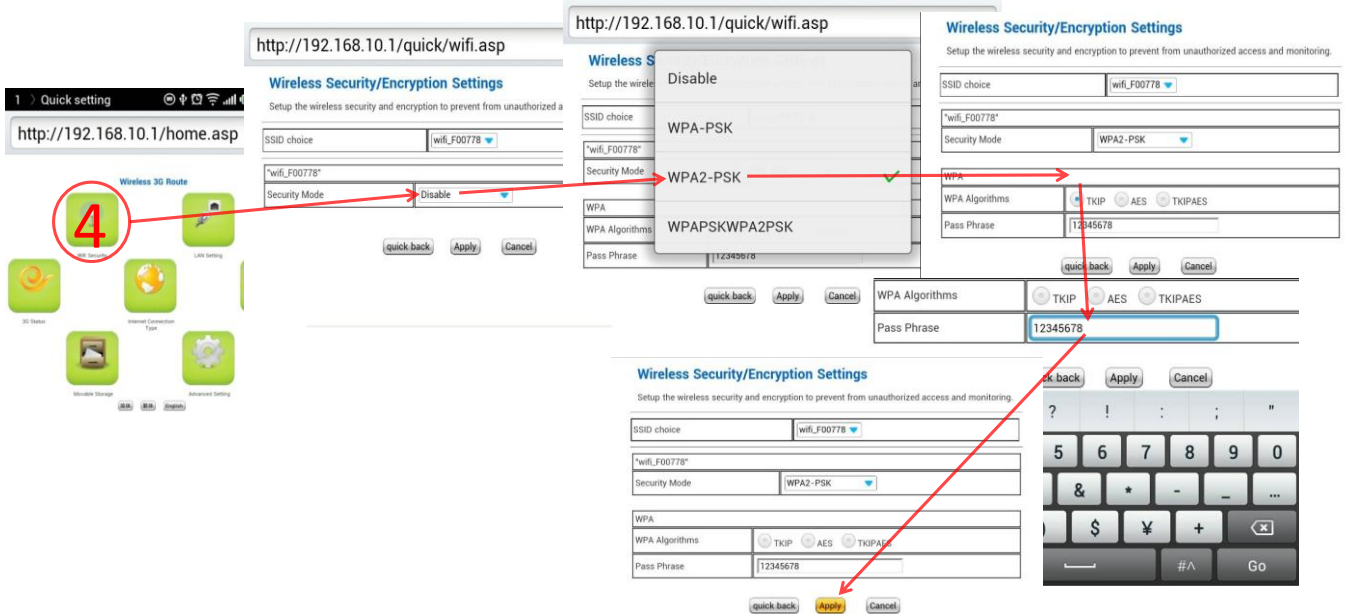 1 > Quick setting
http://192.168.10.1/home.asp
Wireless 3G Route
4
Wifi Security
LAN Setting
3G Status
Internet Connection
Type
Movable Storage
Advanced Setting
English
http://192.168.10.1/quick/wifi.asp
Wireless Security/Encryption Settings
Setup the wireless security and encryption to prevent from unauthorized a
SSID choice
wifi_F00778
"wifi_F00778"
Security Mode
Disable
quick back Apply Cancel
http://192.168.10.1/quick/wifi.asp
Wireless S
Setup the wirele
SSID choice
"wifi_F00778"
Security Mode
WPA
WPA Algorithms
Pass Phrase
12345678
Disable
WPA-PSK
WPA2-PSK
WPAPSKWPA2PSK
quick back Apply Cancel
Wireless Security/Encryption Settings
Setup the wireless security and encryption to prevent from unauthorized access and monitoring.
SSID choice
wifi_F00778
"wifi_F00778"
Security Mode
WPA2-PSK
WPA
WPA Algorithms
TKIP AES TKIPAES
Pass Phrase
12345678
quick back Apply Cancel
WPA Algorithms
TKIP AES TKIPAES
Pass Phrase
12345678
ck back Apply Cancel
? ! : ; "
5 6 7 8 9 0
& * - _ ...
) $ ¥ +
#^ Go
Wireless Security/Encryption Settings
Setup the wireless security and encryption to prevent from unauthorized access and monitoring.
SSID choice
wifi_F00778
"wifi_F00778"
Security Mode
WPA2-PSK
WPA
WPA Algorithms
TKIP AES TKIPAES
Pass Phrase
12345678
quick back Apply Cancel